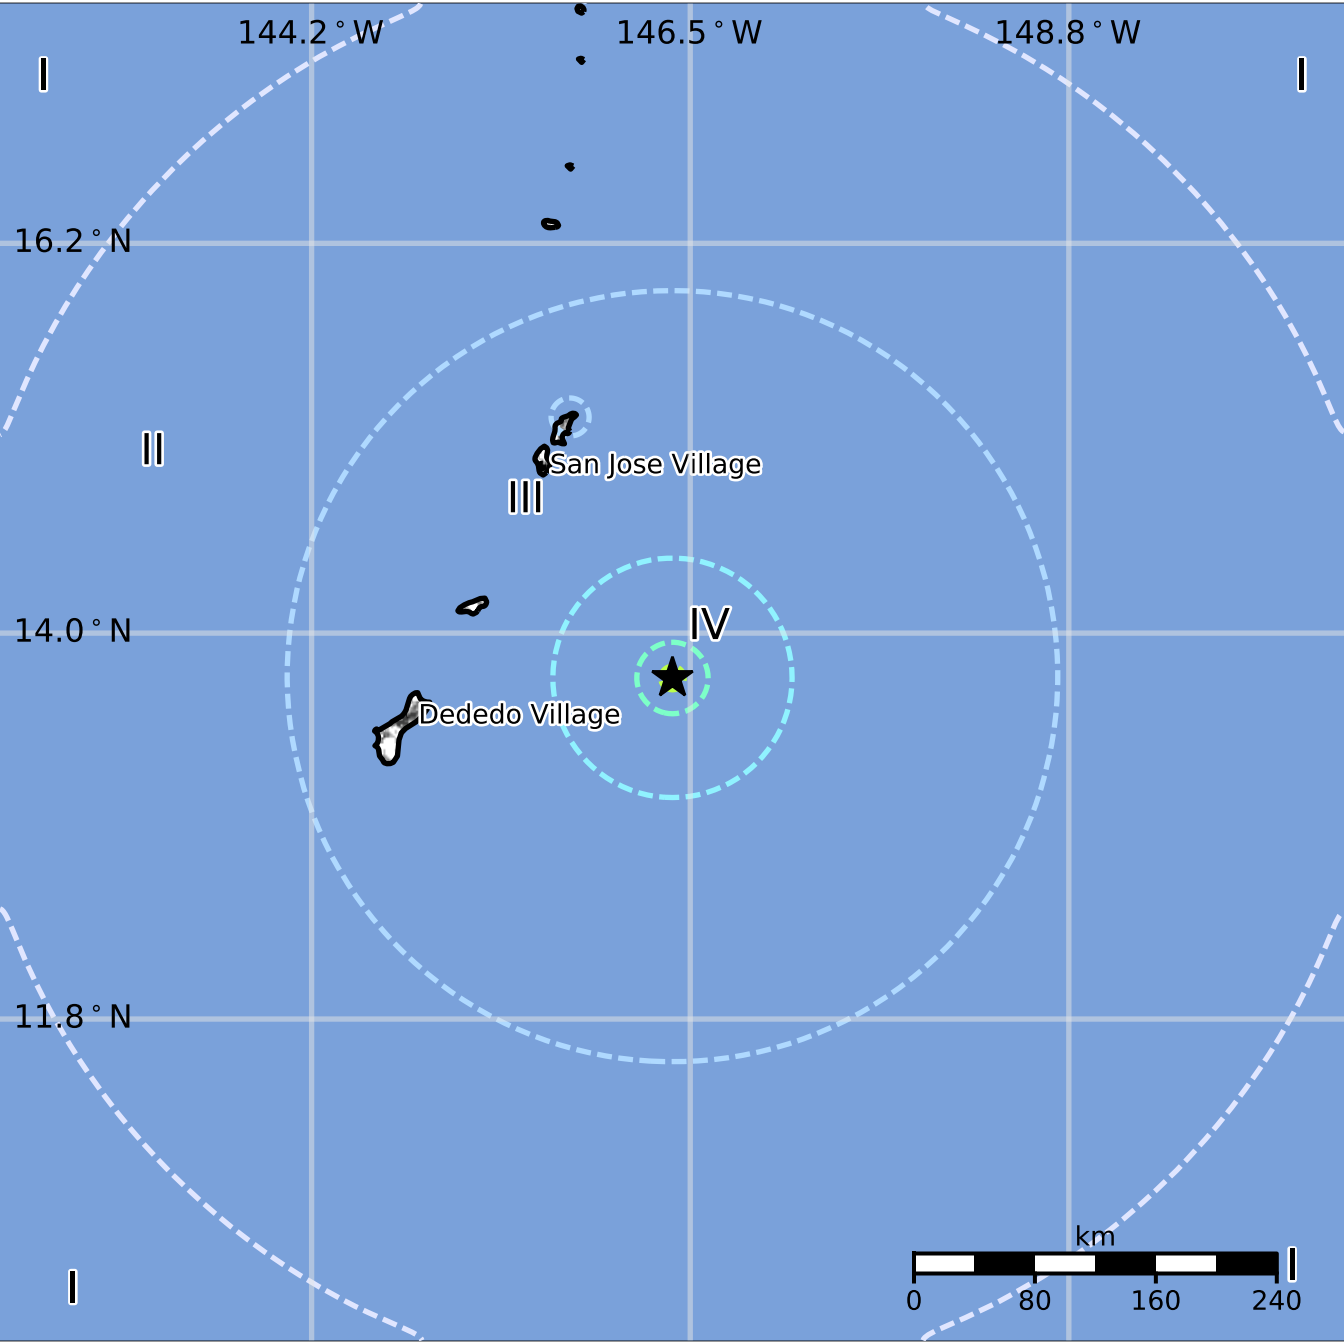 144.2°W 146.5°W 148.8°W
I I
16.2°N
II
San Jose Village
III
IV
14.0°N
Dededo Village
11.8°N
km
I I
0 80 160 240